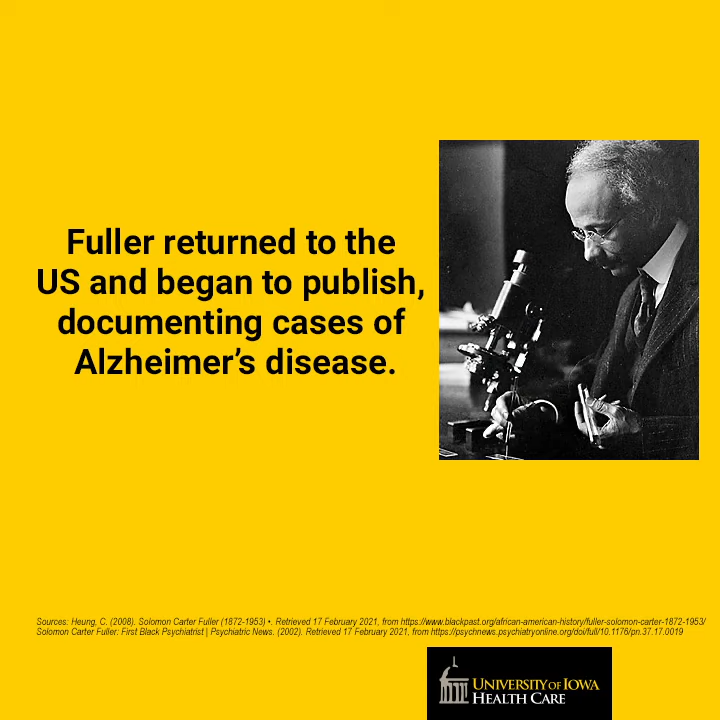 Fuller returned to the
US and began to publish,
documenting cases of
Alzheimer’s disease.
Sources: Heung, C. (2008). Solomon Carter Fuller (1872-1953) •. Retrieved 17 February 2021, from https://www.blackpast.org/african-american-history/fuller-solomon-carter-1872-1953/
Solomon Carter Fuller: First Black Psychiatrist | Psychiatric News. (2002). Retrieved 17 February 2021, from https://psychnews.psychiatryonline.org/doi/full/10.1176/pn.37.17.0019
UNIVERSITY OF IOWA
HEALTH CARE